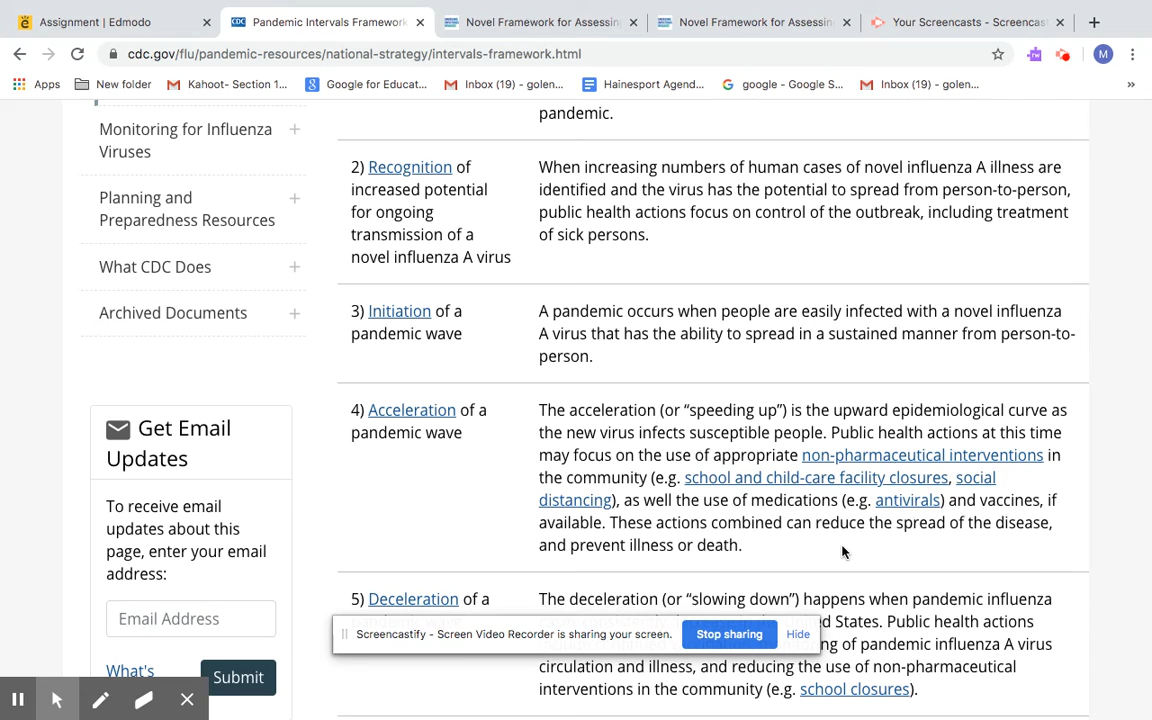 Assignment | Edmodo
Pandemic Intervals Framework
Novel Framework for Assessin
Novel Framework for Assessin
Your Screencasts - Screencast
cdc.gov/flu/pandemic-resources/national-strategy/intervals-framework.html
M
Apps
New folder
Kahoot- Section 1...
Google for Educat...
Inbox (19) - golen...
Hainesport Agend...
google - Google S...
Inbox (19) - golen...
»
Monitoring for Influenza
Viruses
Planning and
Preparedness Resources
What CDC Does
Archived Documents
Get Email
Updates
To receive email
updates about this
page, enter your email
address:
Email Address
What's
Submit
pandemic.
2) Recognition of
increased potential
for ongoing
transmission of a
novel influenza A virus
When increasing numbers of human cases of novel influenza A illness are
identified and the virus has the potential to spread from person-to-person,
public health actions focus on control of the outbreak, including treatment
of sick persons.
3) Initiation of a
pandemic wave
A pandemic occurs when people are easily infected with a novel influenza
A virus that has the ability to spread in a sustained manner from person-to-
person.
4) Acceleration of a
pandemic wave
The acceleration (or “speeding up”) is the upward epidemiological curve as
the new virus infects susceptible people. Public health actions at this time
may focus on the use of appropriate non-pharmaceutical interventions in
the community (e.g. school and child-care facility closures, social
distancing), as well the use of medications (e.g. antivirals) and vaccines, if
available. These actions combined can reduce the spread of the disease,
and prevent illness or death.
5) Deceleration of a
The deceleration (or “slowing down”) happens when pandemic influenza
States. Public health actions
of pandemic influenza A virus
circulation and illness, and reducing the use of non-pharmaceutical
interventions in the community (e.g. school closures).
Screencastify - Screen Video Recorder is sharing your screen.
Stop sharing
Hide